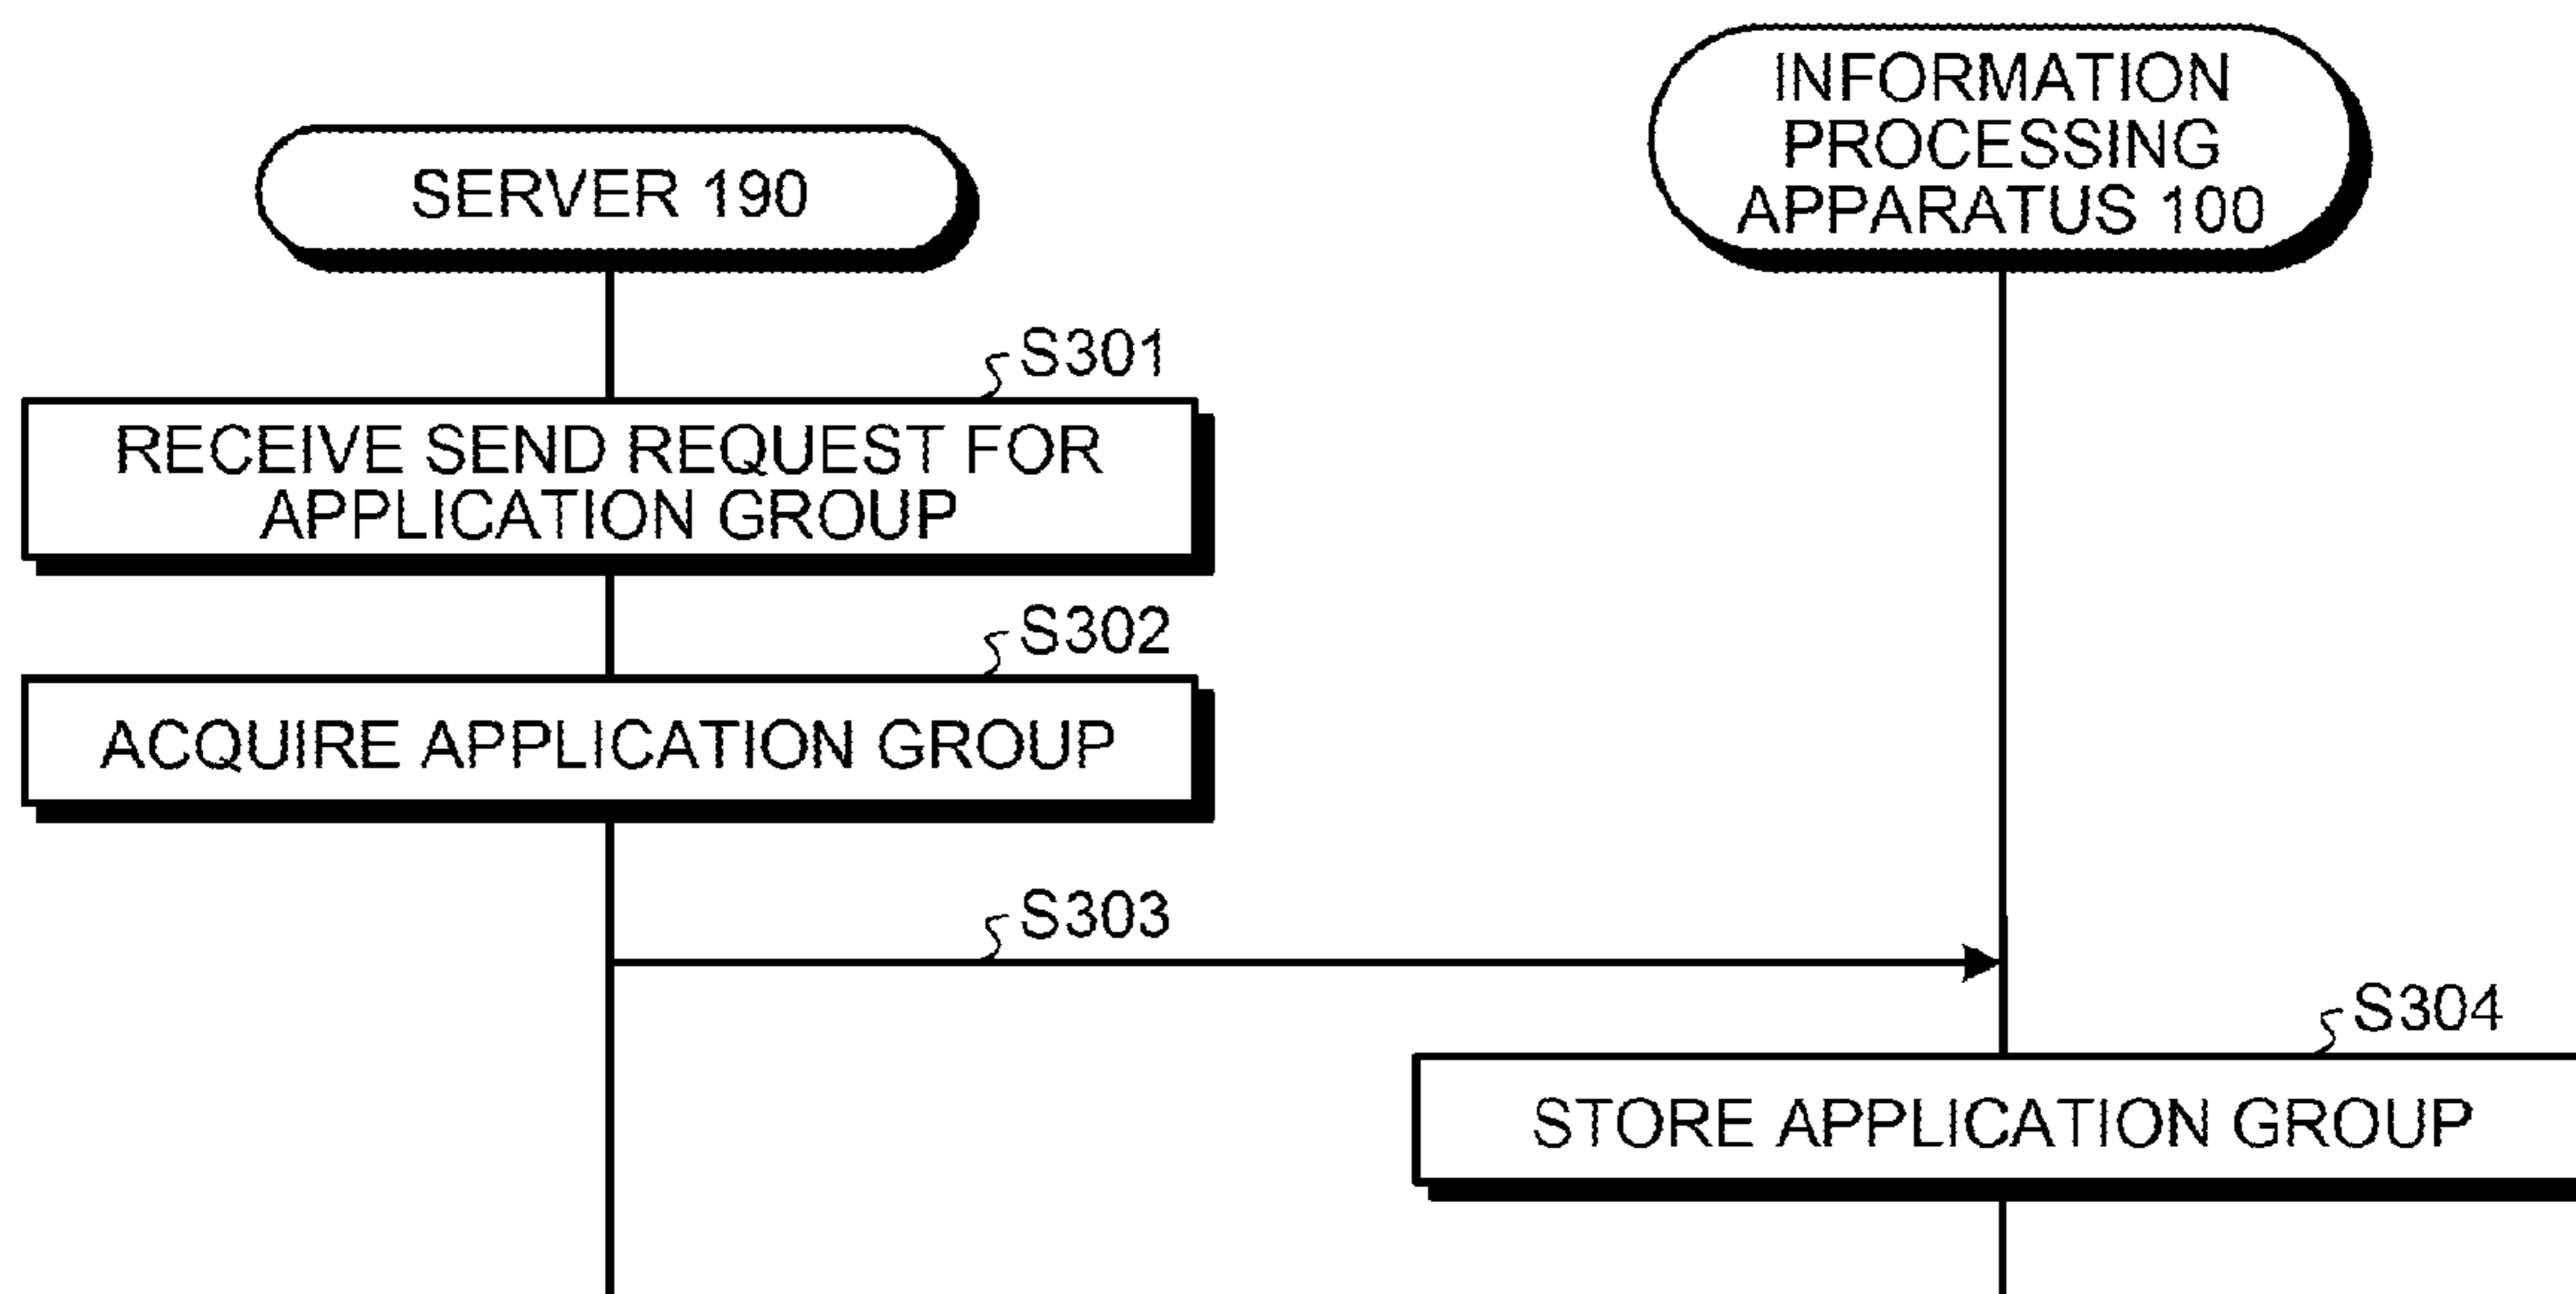 SERVER 190
INFORMATION
PROCESSING
APPARATUS 100
S301
RECEIVE SEND REQUEST FOR
APPLICATION GROUP
S302
ACQUIRE APPLICATION GROUP
S303
S304
STORE APPLICATION GROUP